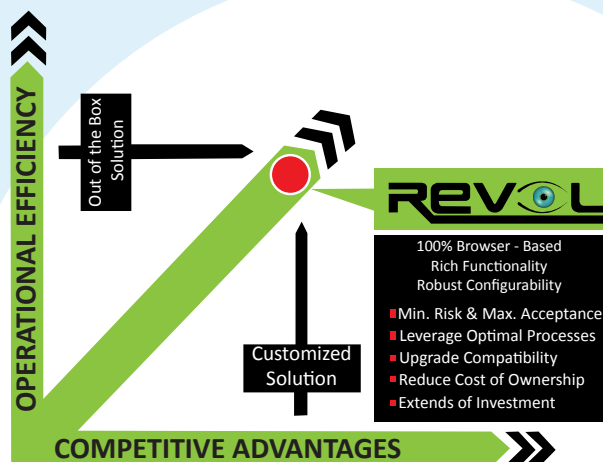 OPERATIONAL EFFICIENCY
Out of the Box
Solution
100% Browser - Based
Rich Functionality
Robust Configurability
Min. Risk & Max. Acceptance
Leverage Optimal Processes
Upgrade Compatibility
Reduce Cost of Ownership
Extends of Investment
Customized
Solution
COMPETITIVE ADVANTAGES